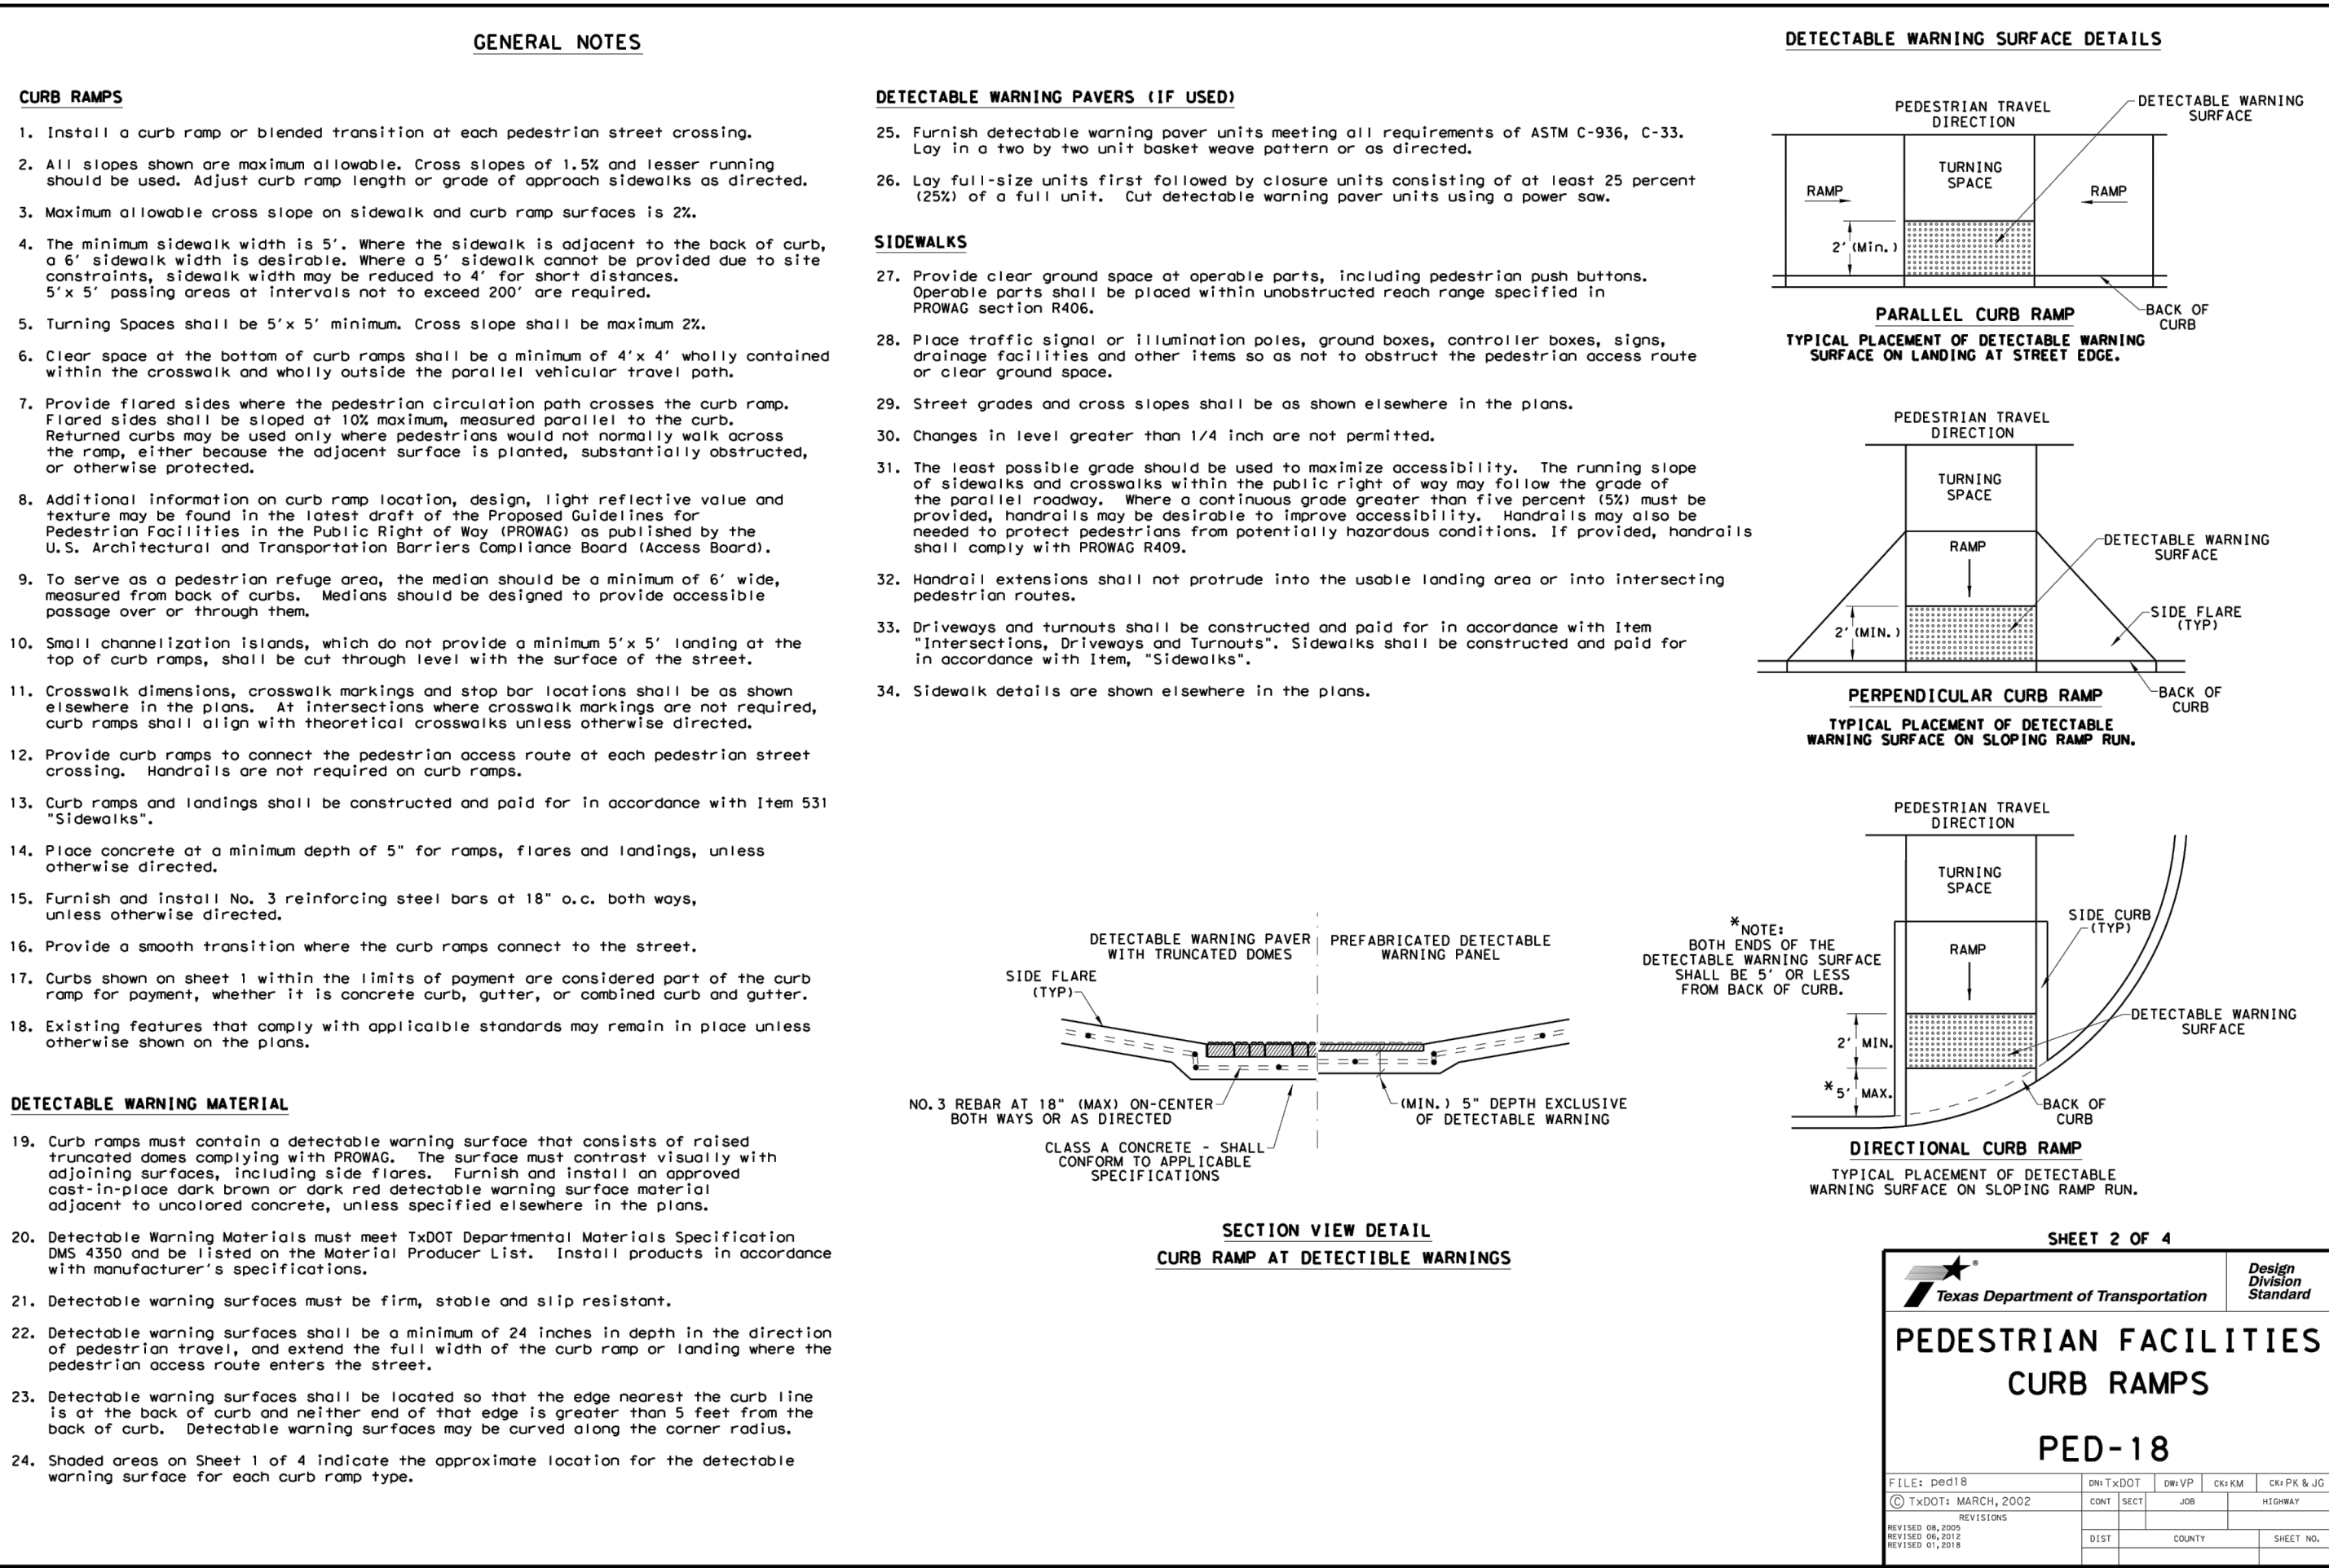 GENERAL NOTES
CURB RAMPS
1. Install a curb ramp or blended transition at each pedestrian street crossing.
2. All slopes shown are maximum allowable. Cross slopes of 1.5% and lesser running
should be used. Adjust curb ramp length or grade of approach sidewalks as directed.
3. Maximum allowable cross slope on sidewalk and curb ramp surfaces is 2%.
4. The minimum sidewalk width is 5'. Where the sidewalk is adjacent to the back of curb,
a 6' sidewalk width is desirable. Where a 5' sidewalk cannot be provided due to site
constraints, sidewalk width may be reduced to 4' for short distances.
5'x 5' passing areas at intervals not to exceed 200' are required.
5. Turning Spaces shall be 5'x 5' minimum. Cross slope shall be maximum 2%.
6. Clear space at the bottom of curb ramps shall be a minimum of 4'x 4' wholly contained
within the crosswalk and wholly outside the parallel vehicular travel path.
7. Provide flared sides where the pedestrian circulation path crosses the curb ramp.
Flared sides shall be sloped at 10% maximum, measured parallel to the curb.
Returned curbs may be used only where pedestrians would not normally walk across
the ramp, either because the adjacent surface is planted, substantially obstructed,
or otherwise protected.
8. Additional information on curb ramp location, design, light reflective value and
texture may be found in the latest draft of the Proposed Guidelines for
Pedestrian Facilities in the Public Right of Way (PROWAG) as published by the
U.S. Architectural and Transportation Barriers Compliance Board (Access Board).
9. To serve as a pedestrian refuge area, the median should be a minimum of 6' wide,
measured from back of curbs. Medians should be designed to provide accessible
passage over or through them.
10. Small channelization islands, which do not provide a minimum 5'x 5' landing at the
top of curb ramps, shall be cut through level with the surface of the street.
11. Crosswalk dimensions, crosswalk markings and stop bar locations shall be as shown
elsewhere in the plans. At intersections where crosswalk markings are not required,
curb ramps shall align with theoretical crosswalks unless otherwise directed.
12. Provide curb ramps to connect the pedestrian access route at each pedestrian street
crossing. Handrails are not required on curb ramps.
13. Curb ramps and landings shall be constructed and paid for in accordance with Item 531
"Sidewalks".
14. Place concrete at a minimum depth of 5" for ramps, flares and landings, unless
otherwise directed.
15. Furnish and install No. 3 reinforcing steel bars at 18" o.c. both ways,
unless otherwise directed.
16. Provide a smooth transition where the curb ramps connect to the street.
17. Curbs shown on sheet 1 within the limits of payment are considered part of the curb
ramp for payment, whether it is concrete curb, gutter, or combined curb and gutter.
18. Existing features that comply with applicalble standards may remain in place unless
otherwise shown on the plans.
DETECTABLE WARNING MATERIAL
19. Curb ramps must contain a detectable warning surface that consists of raised
truncated domes complying with PROWAG. The surface must contrast visually with
adjoining surfaces, including side flares. Furnish and install an approved
cast-in-place dark brown or dark red detectable warning surface material
adjacent to uncolored concrete, unless specified elsewhere in the plans.
20. Detectable Warning Materials must meet TxDOT Departmental Materials Specification
DMS 4350 and be listed on the Material Producer List. Install products in accordance
with manufacturer's specifications.
21. Detectable warning surfaces must be firm, stable and slip resistant.
22. Detectable warning surfaces shall be a minimum of 24 inches in depth in the direction
of pedestrian travel, and extend the full width of the curb ramp or landing where the
pedestrian access route enters the street.
23. Detectable warning surfaces shall be located so that the edge nearest the curb line
is at the back of curb and neither end of that edge is greater than 5 feet from the
back of curb. Detectable warning surfaces may be curved along the corner radius.
24. Shaded areas on Sheet 1 of 4 indicate the approximate location for the detectable
warning surface for each curb ramp type.
DETECTABLE WARNING PAVERS (IF USED)
25. Furnish detectable warning paver units meeting all requirements of ASTM C-936, C-33.
Lay in a two by two unit basket weave pattern or as directed.
26. Lay full-size units first followed by closure units consisting of at least 25 percent
(25%) of a full unit. Cut detectable warning paver units using a power saw.
SIDEWALKS
27. Provide clear ground space at operable parts, including pedestrian push buttons.
Operable parts shall be placed within unobstructed reach range specified in
PROWAG section R406.
28. Place traffic signal or illumination poles, ground boxes, controller boxes, signs,
drainage facilities and other items so as not to obstruct the pedestrian access route
or clear ground space.
29. Street grades and cross slopes shall be as shown elsewhere in the plans.
30. Changes in level greater than 1/4 inch are not permitted.
31. The least possible grade should be used to maximize accessibility. The running slope
of sidewalks and crosswalks within the public right of way may follow the grade of
the parallel roadway. Where a continuous grade greater than five percent (5%) must be
provided, handrails may be desirable to improve accessibility. Handrails may also be
needed to protect pedestrians from potentially hazardous conditions. If provided, handrails
shall comply with PROWAG R409.
32. Handrail extensions shall not protrude into the usable landing area or into intersecting
pedestrian routes.
33. Driveways and turnouts shall be constructed and paid for in accordance with Item
"Intersections, Driveways and Turnouts". Sidewalks shall be constructed and paid for
in accordance with Item, "Sidewalks".
34. Sidewalk details are shown elsewhere in the plans.
DETECTABLE WARNING PAVER
WITH TRUNCATED DOMES
PREFABRICATED DETECTABLE
WARNING PANEL
SIDE FLARE
(TYP)
NO.3 REBAR AT 18" (MAX) ON-CENTER
BOTH WAYS OR AS DIRECTED
(MIN.) 5" DEPTH EXCLUSIVE
OF DETECTABLE WARNING
CLASS A CONCRETE - SHALL
CONFORM TO APPLICABLE
SPECIFICATIONS
SECTION VIEW DETAIL
CURB RAMP AT DETECTIBLE WARNINGS
DETECTABLE WARNING SURFACE DETAILS
PEDESTRIAN TRAVEL
DIRECTION
DETECTABLE WARNING
SURFACE
TURNING
SPACE
RAMP
RAMP
2' (Min.)
BACK OF
CURB
PARALLEL CURB RAMP
TYPICAL PLACEMENT OF DETECTABLE WARNING
SURFACE ON LANDING AT STREET EDGE.
PEDESTRIAN TRAVEL
DIRECTION
TURNING
SPACE
RAMP
DETECTABLE WARNING
SURFACE
SIDE FLARE
(TYP)
2' (MIN.)
BACK OF
CURB
PERPENDICULAR CURB RAMP
TYPICAL PLACEMENT OF DETECTABLE
WARNING SURFACE ON SLOPING RAMP RUN.
PEDESTRIAN TRAVEL
DIRECTION
TURNING
SPACE
SIDE CURB
(TYP)
*NOTE:
BOTH ENDS OF THE
DETECTABLE WARNING SURFACE
SHALL BE 5' OR LESS
FROM BACK OF CURB.
RAMP
DETECTABLE WARNING
SURFACE
2' MIN.
*5' MAX.
BACK OF
CURB
DIRECTIONAL CURB RAMP
TYPICAL PLACEMENT OF DETECTABLE
WARNING SURFACE ON SLOPING RAMP RUN.
SHEET 2 OF 4
®
Texas Department of Transportation
Design
Division
Standard
PEDESTRIAN FACILITIES
CURB RAMPS
PED-18
FILE: ped18 DN: TxDOT DW: VP CK: KM CK: PK & JG
© TxDOT: MARCH, 2002 CONT SECT JOB HIGHWAY
REVISIONS
REVISED 08, 2005
REVISED 06, 2012
REVISED 01, 2018
DIST COUNTY SHEET NO.